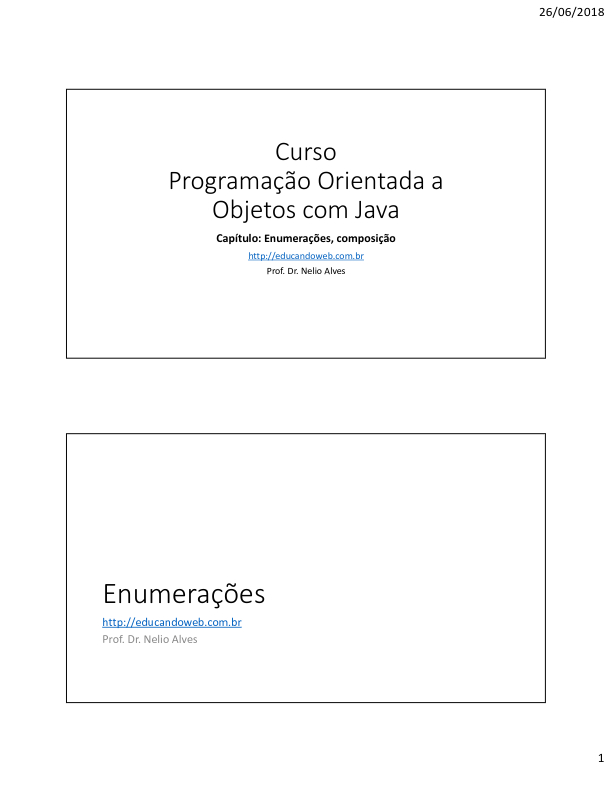 26/06/2018
Curso
Programação Orientada a
Objetos com Java
Capítulo: Enumerações, composição
http://educandoweb.com.br
Prof. Dr. Nelio Alves
Enumerações
http://educandoweb.com.br
Prof. Dr. Nelio Alves
1